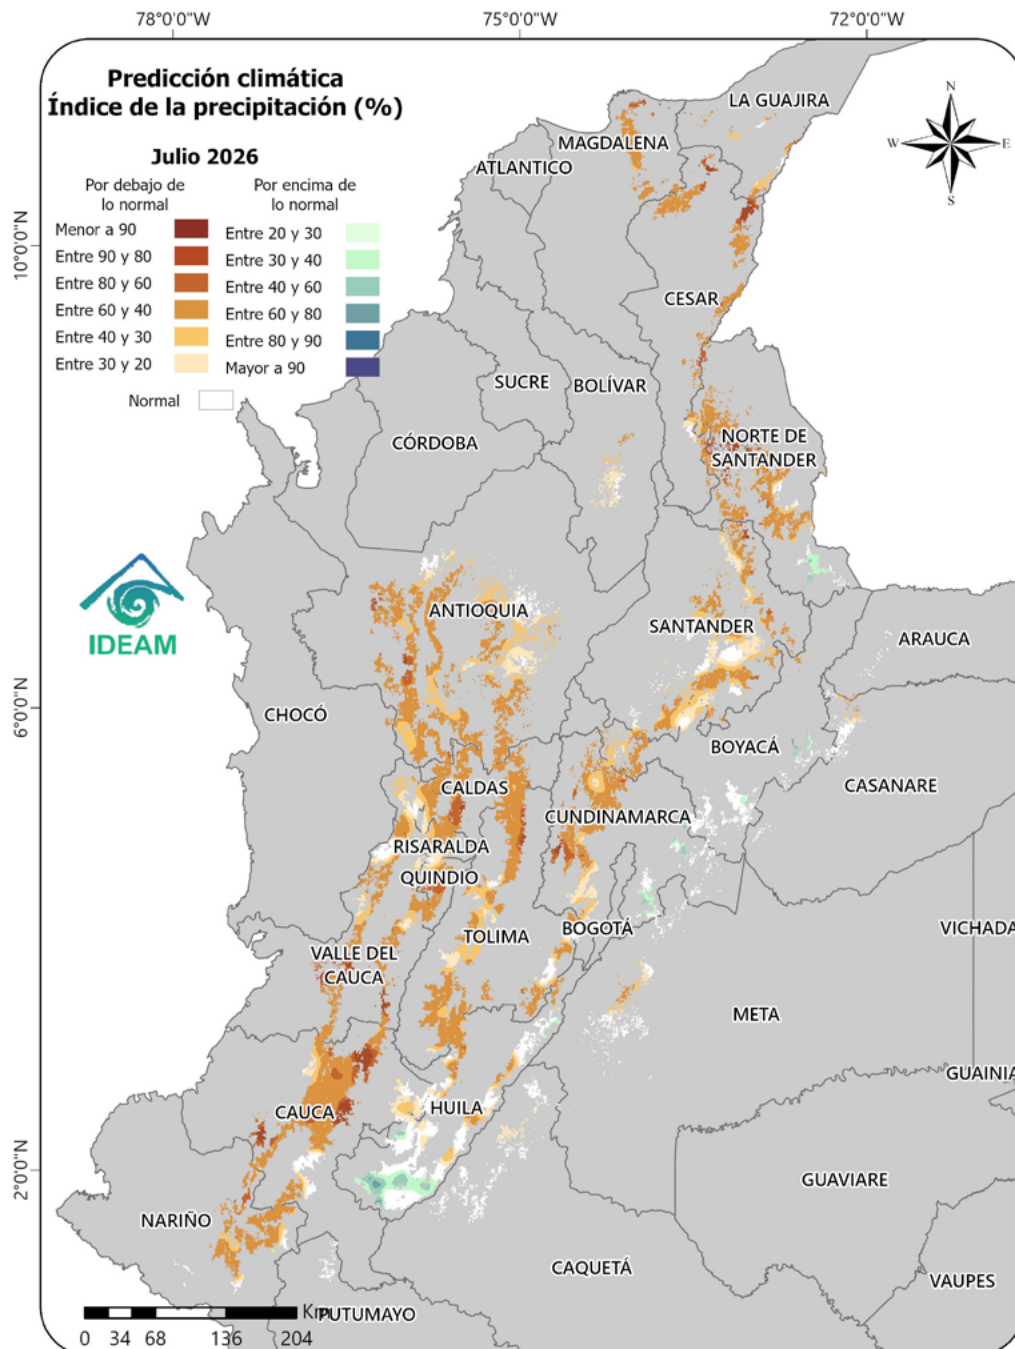 78°0'0"W
75°0'0"W
72°0'0"W
Predicción climática
Índice de la precipitación (%)
Julio 2026
Por debajo de
lo normal
Por encima de
lo normal
Menor a 90
Entre 90 y 80
Entre 80 y 60
Entre 60 y 40
Entre 40 y 30
Entre 30 y 20
Entre 20 y 30
Entre 30 y 40
Entre 40 y 60
Entre 60 y 80
Entre 80 y 90
Mayor a 90
Normal
N
W
E
S
10°0'0"N
6°0'0"N
2°0'0"N
LA GUAJIRA
MAGDALENA
ATLANTICO
CESAR
SUCRE
BOLÍVAR
CÓRDOBA
NORTE DE
SANTANDER
IDEAM
ANTIOQUIA
SANTANDER
ARAUCA
CHOCÓ
BOYACÁ
CASANARE
CALDAS
CUNDINAMARCA
RISARALDA
QUINDIO
TOLIMA
BOGOTÁ
VICHADA
VALLE DEL
CAUCA
META
GUAINIA
CAUCA
HUILA
GUAVIARE
NARIÑO
CAQUETÁ
VAUPES
PUTUMAYO
Km
0 34 68 136 204